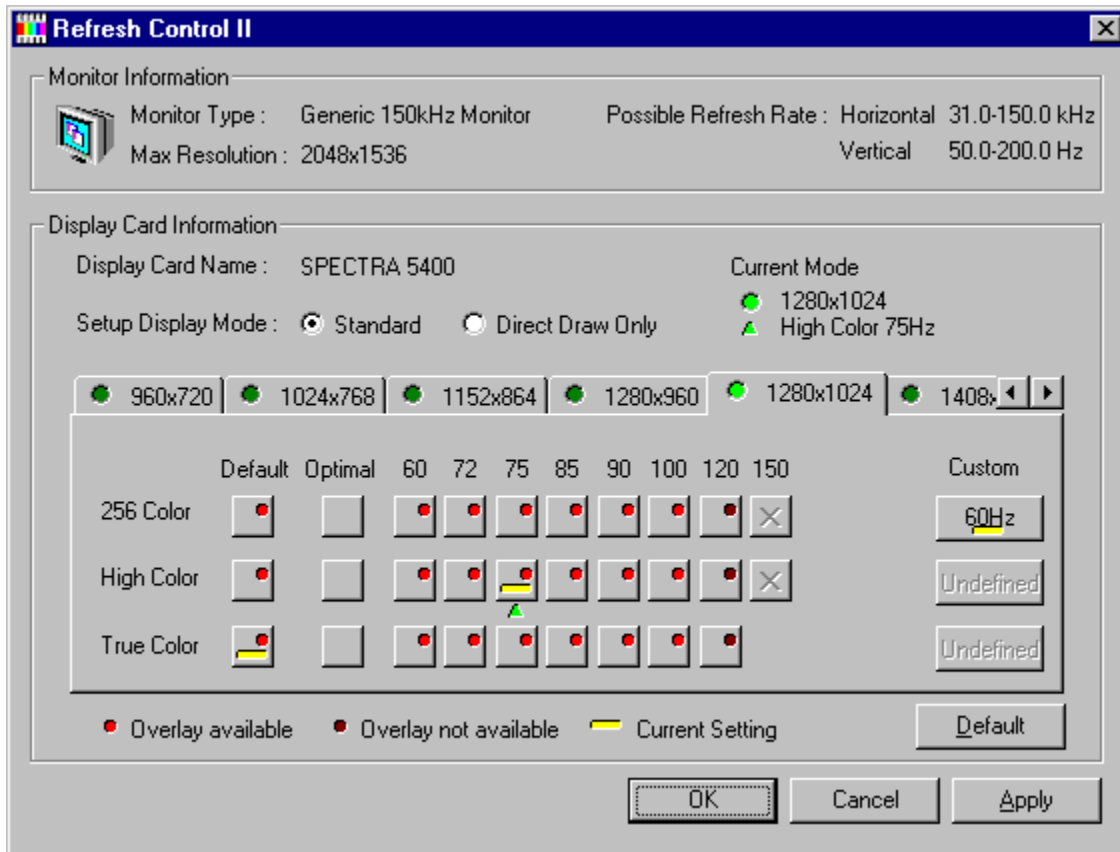 Refresh Control II
Monitor Information
Monitor Type : Generic 150kHz Monitor Possible Refresh Rate : Horizontal 31.0-150.0 kHz
Max Resolution : 2048x1536 Vertical 50.0-200.0 Hz
Display Card Information
Display Card Name : SPECTRA 5400 Current Mode
1280x1024
Setup Display Mode : Standard Direct Draw Only High Color 75Hz
960x720 1024x768 1152x864 1280x960 1280x1024 1408x
Default Optimal 60 72 75 85 90 100 120 150 Custom
256 Color 60Hz
High Color Undefined
True Color Undefined
Overlay available Overlay not available Current Setting Default
OK Cancel Apply